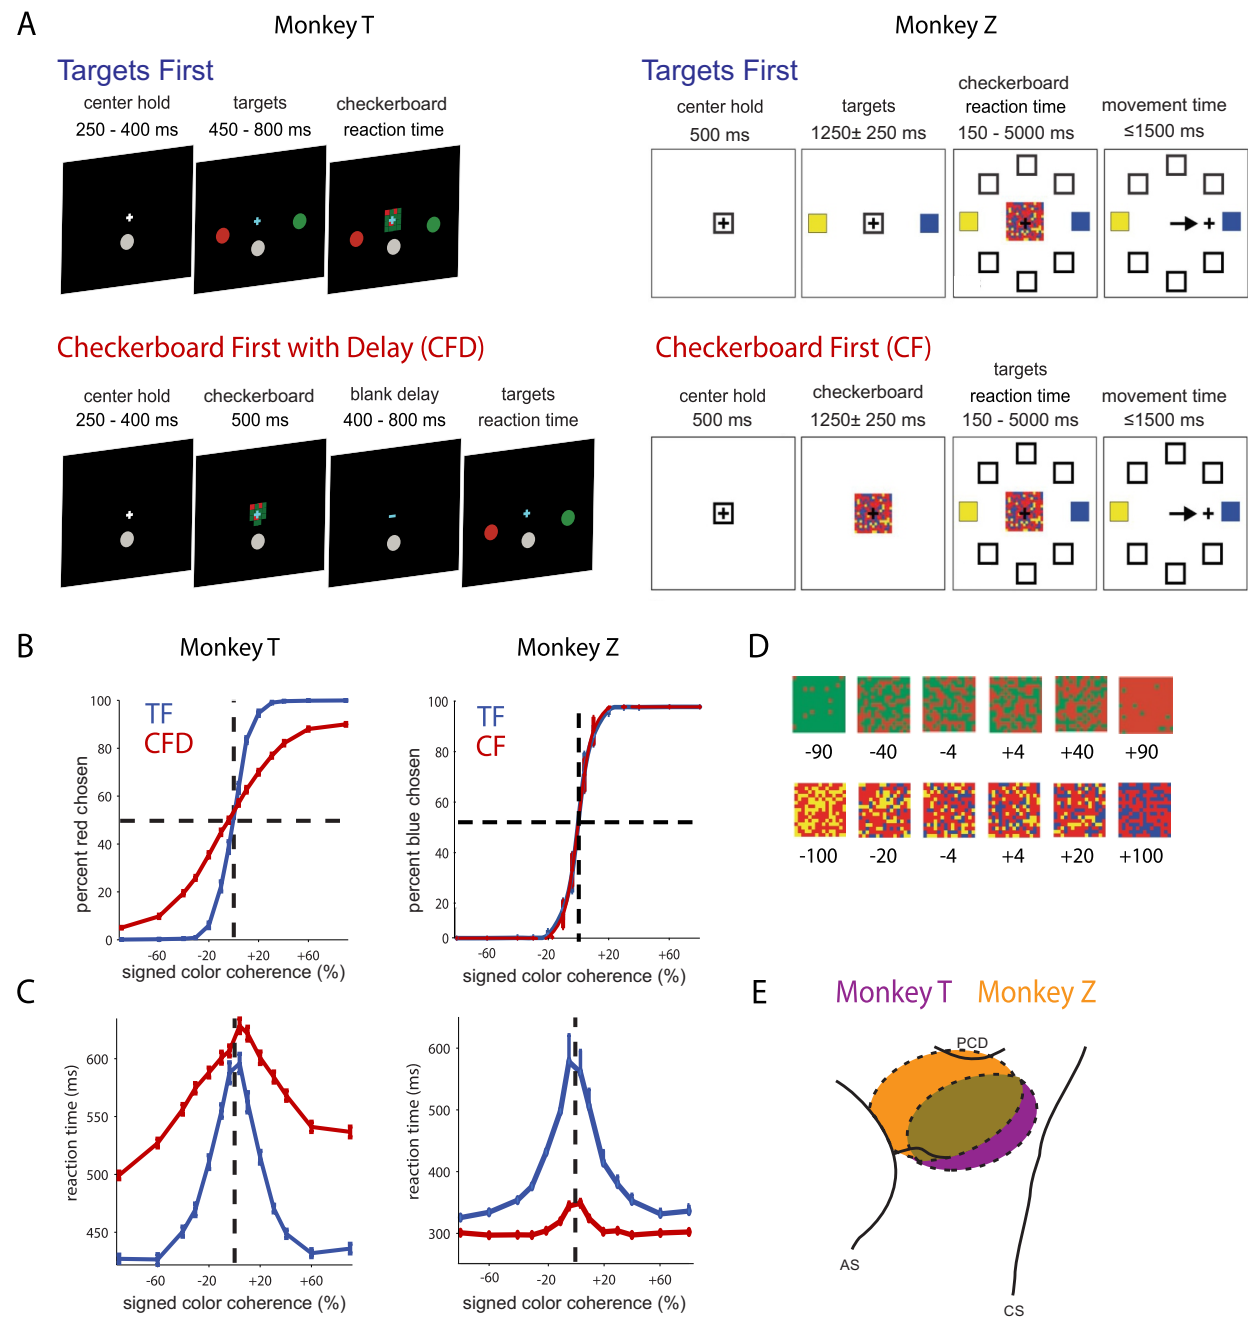 A
Monkey T
Monkey Z
Targets First
center hold
250 - 400 ms
targets
450 - 800 ms
checkerboard
reaction time
Targets First
center hold
500 ms
targets
1250± 250 ms
checkerboard
reaction time
150 - 5000 ms
movement time
≤1500 ms
Checkerboard First with Delay (CFD)
center hold
250 - 400 ms
checkerboard
500 ms
blank delay
400 - 800 ms
targets
reaction time
Checkerboard First (CF)
center hold
500 ms
checkerboard
1250± 250 ms
targets
reaction time
150 - 5000 ms
movement time
≤1500 ms
B
Monkey T
percent red chosen
100
80
60
40
20
0
TF
CFD
-60 -20 +20 +60
signed color coherence (%)
Monkey Z
percent blue chosen
100
80
60
40
20
0
TF
CF
-60 -20 +20 +60
signed color coherence (%)
D
-90 -40 -4 +4 +40 +90
-100 -20 -4 +4 +20 +100
C
reaction time (ms)
600
550
500
450
-60 -20 +20 +60
signed color coherence (%)
reaction time (ms)
600
500
400
300
-60 -20 +20 +60
signed color coherence (%)
E
Monkey T Monkey Z
PCD
AS
CS